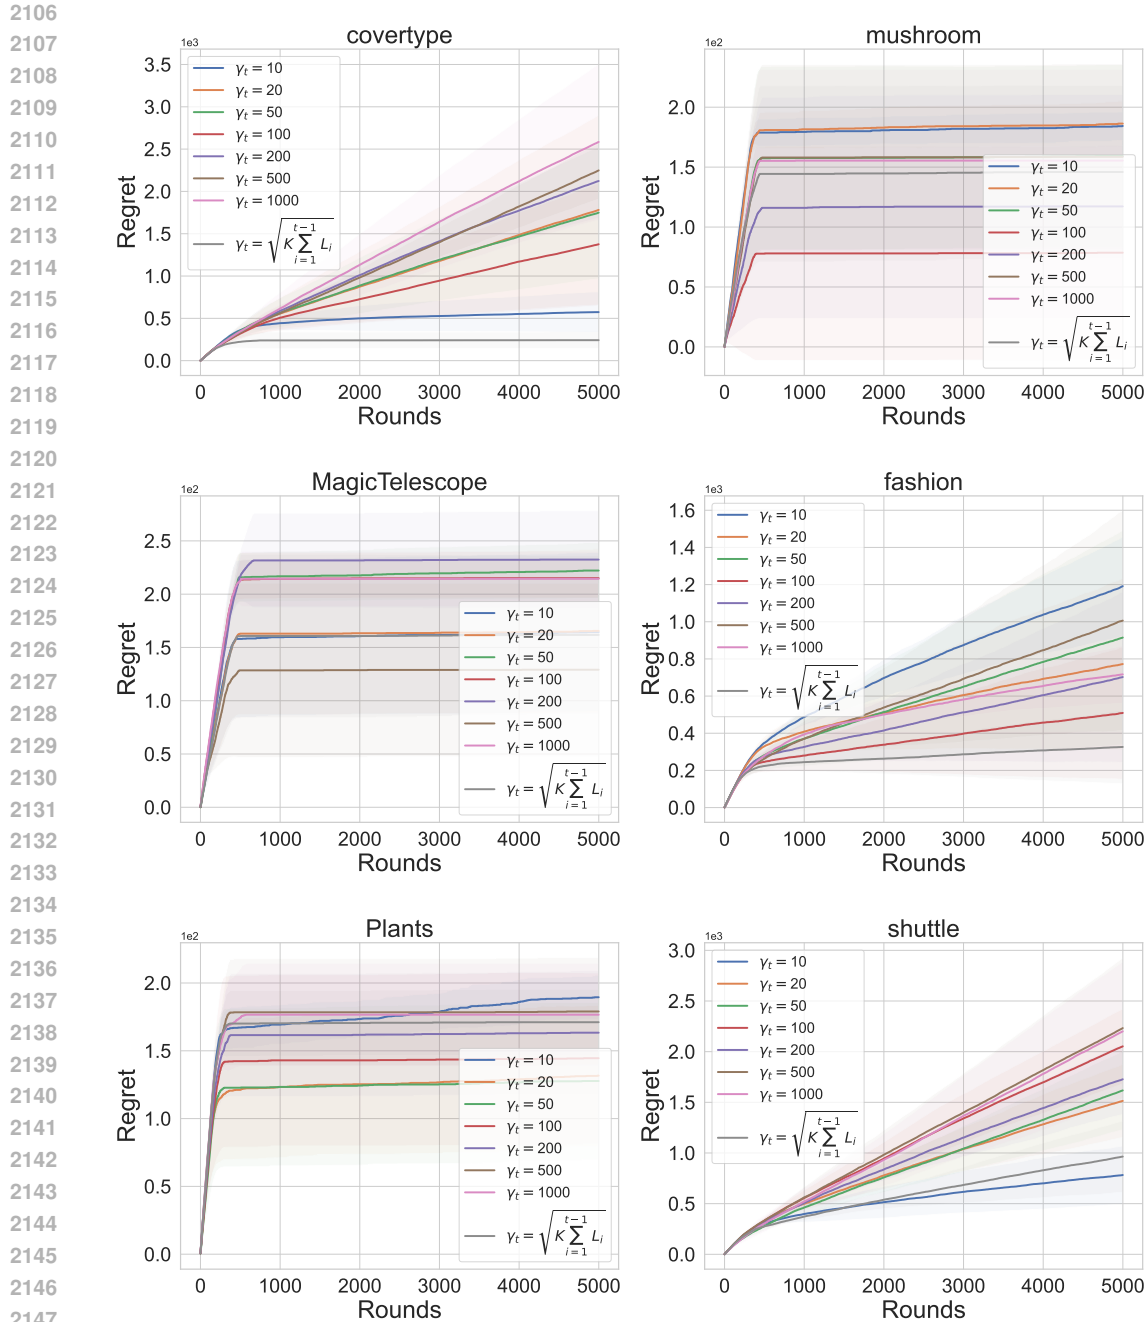 2106
2107
2108
2109
2110
2111
2112
2113
2114
2115
2116
2117
2118
2119
2120
2121
2122
2123
2124
2125
2126
2127
2128
2129
2130
2131
2132
2133
2134
2135
2136
2137
2138
2139
2140
2141
2142
2143
2144
2145
2146
2147
covertype
1e3
3.5
3.0
2.5
2.0
1.5
1.0
0.5
0.0
Regret
γt = 10
γt = 20
γt = 50
γt = 100
γt = 200
γt = 500
γt = 1000
γt = √(K ∑_{i=1}^{t−1} Li)
0 1000 2000 3000 4000 5000
Rounds
mushroom
1e2
2.0
1.5
1.0
0.5
0.0
Regret
γt = 10
γt = 20
γt = 50
γt = 100
γt = 200
γt = 500
γt = 1000
γt = √(K ∑_{i=1}^{t−1} Li)
0 1000 2000 3000 4000 5000
Rounds
MagicTelescope
1e2
2.5
2.0
1.5
1.0
0.5
0.0
Regret
γt = 10
γt = 20
γt = 50
γt = 100
γt = 200
γt = 500
γt = 1000
γt = √(K ∑_{i=1}^{t−1} Li)
0 1000 2000 3000 4000 5000
Rounds
fashion
1e3
1.6
1.4
1.2
1.0
0.8
0.6
0.4
0.2
0.0
Regret
γt = 10
γt = 20
γt = 50
γt = 100
γt = 200
γt = 500
γt = 1000
γt = √(K ∑_{i=1}^{t−1} Li)
0 1000 2000 3000 4000 5000
Rounds
Plants
1e2
2.0
1.5
1.0
0.5
0.0
Regret
γt = 10
γt = 20
γt = 50
γt = 100
γt = 200
γt = 500
γt = 1000
γt = √(K ∑_{i=1}^{t−1} Li)
0 1000 2000 3000 4000 5000
Rounds
shuttle
1e3
3.0
2.5
2.0
1.5
1.0
0.5
0.0
Regret
γt = 10
γt = 20
γt = 50
γt = 100
γt = 200
γt = 500
γt = 1000
γt = √(K ∑_{i=1}^{t−1} Li)
0 1000 2000 3000 4000 5000
Rounds